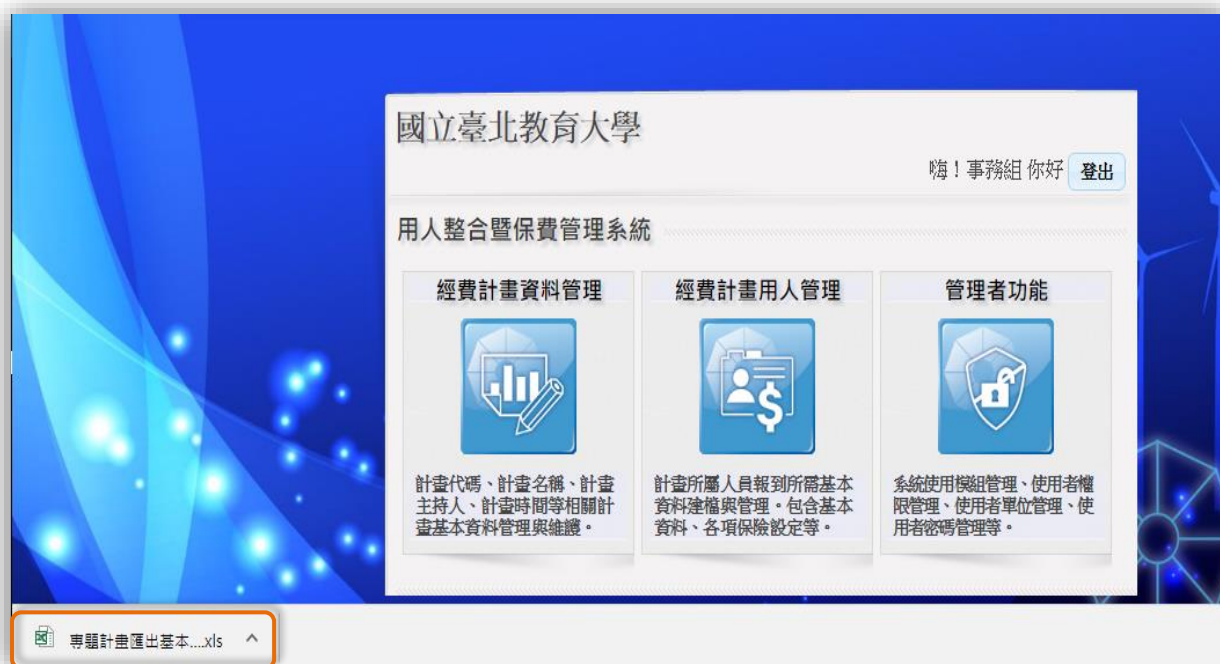 國立臺北教育大學
嗨！事務組 你好 登出
用人整合暨保費管理系統
經費計畫資料管理
計畫代碼、計畫名稱、計畫
主持人、計畫時間等相關計
畫基本資料管理與維護。
經費計畫用人管理
計畫所屬人員報到所需基本
資料建檔與管理。包含基本
資料、各項保險設定等。
管理者功能
系統使用模組管理、使用者權
限管理、使用者單位管理、使
用者密碼管理等。
專題計畫匯出基本....xls